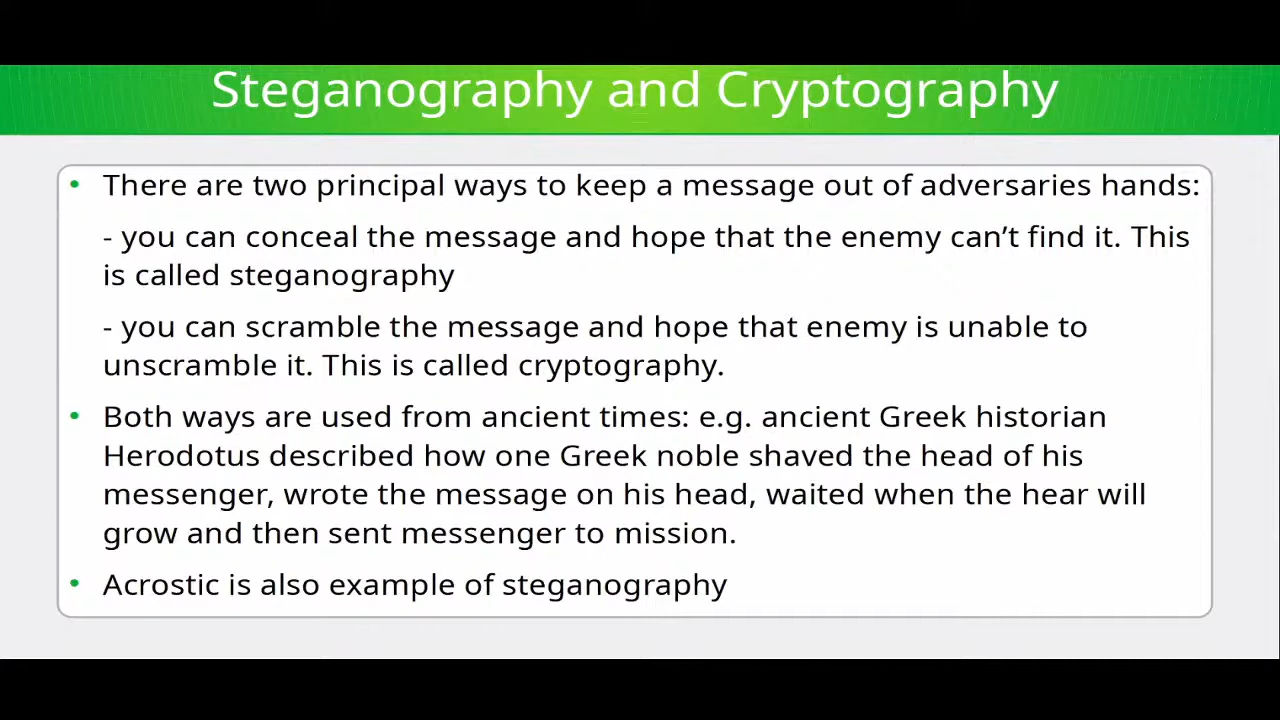 Steganography and Cryptography
• There are two principal ways to keep a message out of adversaries hands:
- you can conceal the message and hope that the enemy can’t find it. This
is called steganography
- you can scramble the message and hope that enemy is unable to
unscramble it. This is called cryptography.
• Both ways are used from ancient times: e.g. ancient Greek historian
Herodotus described how one Greek noble shaved the head of his
messenger, wrote the message on his head, waited when the hear will
grow and then sent messenger to mission.
• Acrostic is also example of steganography